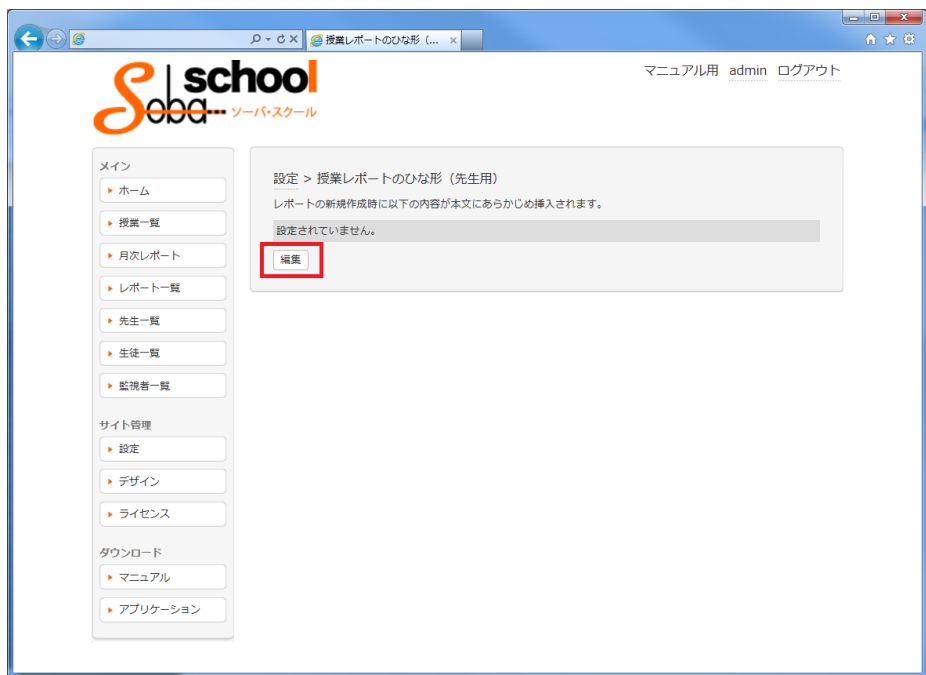 授業レポートのひな形（...
school
Soba
ソーバ・スクール
マニュアル用 admin ログアウト
メイン
ホーム
授業一覧
月次レポート
レポート一覧
先生一覧
生徒一覧
監視者一覧
サイト管理
設定
デザイン
ライセンス
ダウンロード
マニュアル
アプリケーション
設定 > 授業レポートのひな形（先生用）
レポートの新規作成時に以下の内容が本文にあらかじめ挿入されます。
設定されていません。
編集